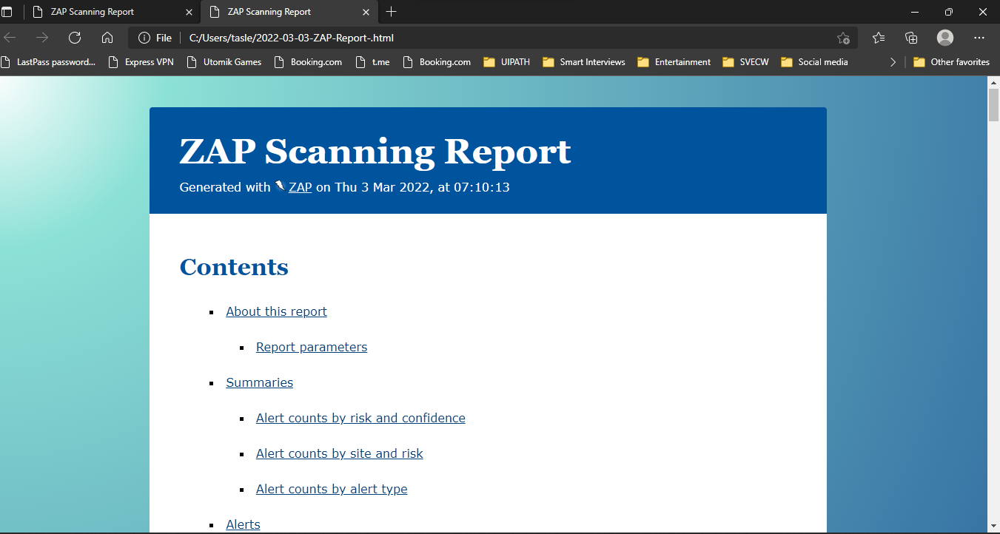 ZAP Scanning Report
ZAP Scanning Report
File
C:/Users/tasle/2022-03-03-ZAP-Report-.html
LastPass password...
Express VPN
Utomik Games
Booking.com
t.me
Booking.com
UIPATH
Smart Interviews
Entertainment
SVECW
Social media
Other favorites
ZAP Scanning Report
Generated with ZAP on Thu 3 Mar 2022, at 07:10:13
Contents
About this report
Report parameters
Summaries
Alert counts by risk and confidence
Alert counts by site and risk
Alert counts by alert type
Alerts